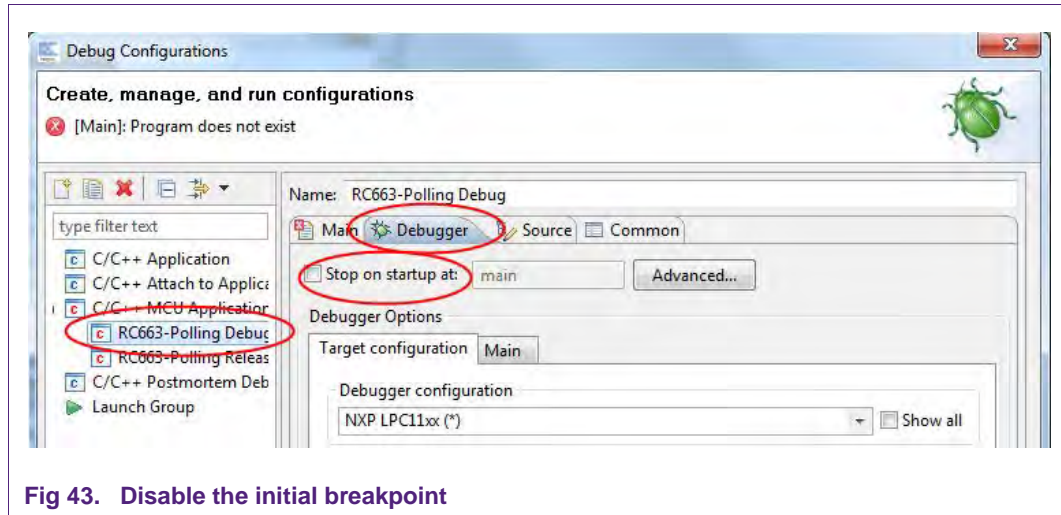 Debug Configurations
Create, manage, and run configurations
[Main]: Program does not exist
type filter text
C/C++ Application
C/C++ Attach to Applica
C/C++ MCU Application
RC663-Polling Debug
RC663-Polling Releas
C/C++ Postmortem Deb
Launch Group
Name: RC663-Polling Debug
Main Debugger Source Common
Stop on startup at: main Advanced...
Debugger Options
Target configuration Main
Debugger configuration
NXP LPC11xx (*) Show all
Fig 43. Disable the initial breakpoint